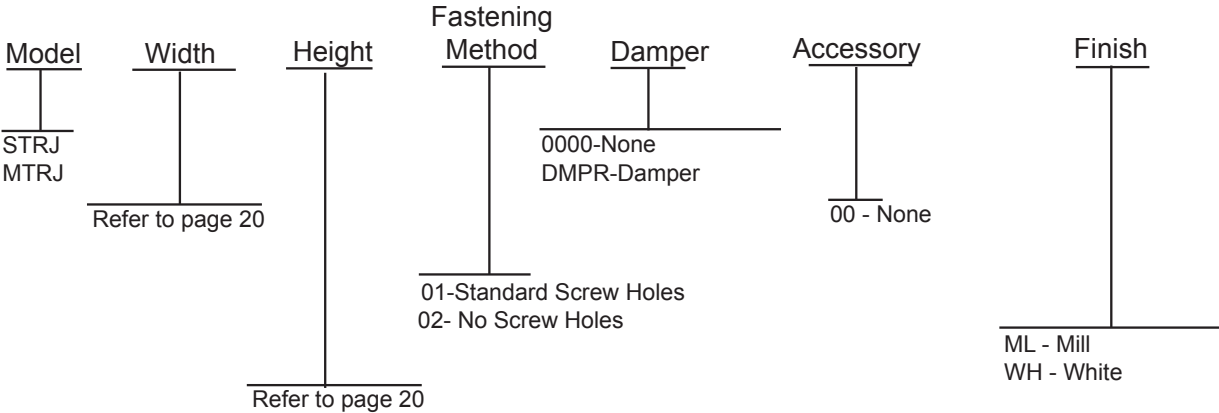 Model
Width
Height
Fastening
Method
Damper
Accessory
Finish
STRJ
MTRJ
Refer to page 20
Refer to page 20
01-Standard Screw Holes
02- No Screw Holes
0000-None
DMPR-Damper
00 - None
ML - Mill
WH - White